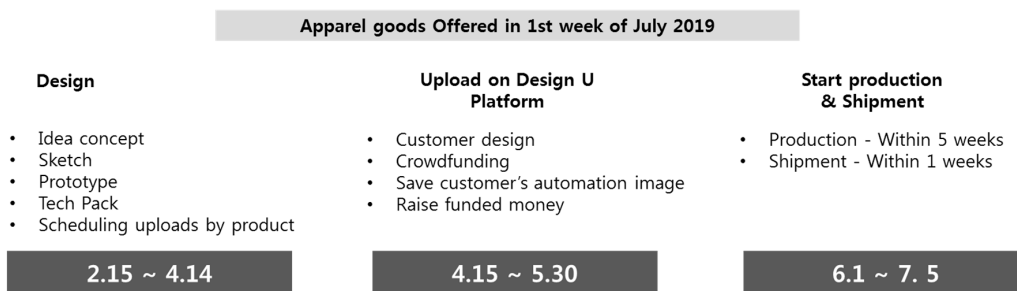 Apparel goods Offered in 1st week of July 2019
Design
• Idea concept
• Sketch
• Prototype
• Tech Pack
• Scheduling uploads by product
2.15 ~ 4.14
Upload on Design U
Platform
• Customer design
• Crowdfunding
• Save customer's automation image
• Raise funded money
4.15 ~ 5.30
Start production
& Shipment
• Production - Within 5 weeks
• Shipment - Within 1 weeks
6.1 ~ 7. 5